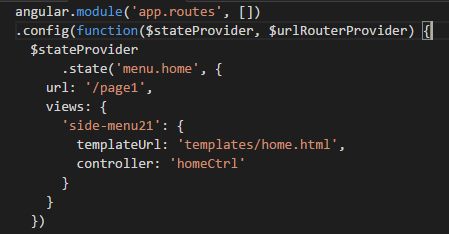 angular.module('app.routes', [])
.config(function($stateProvider, $urlRouterProvider) {
  $stateProvider
      .state('menu.home', {
    url: '/page1',
    views: {
      'side-menu21': {
        templateUrl: 'templates/home.html',
        controller: 'homeCtrl'
      }
    }
  })